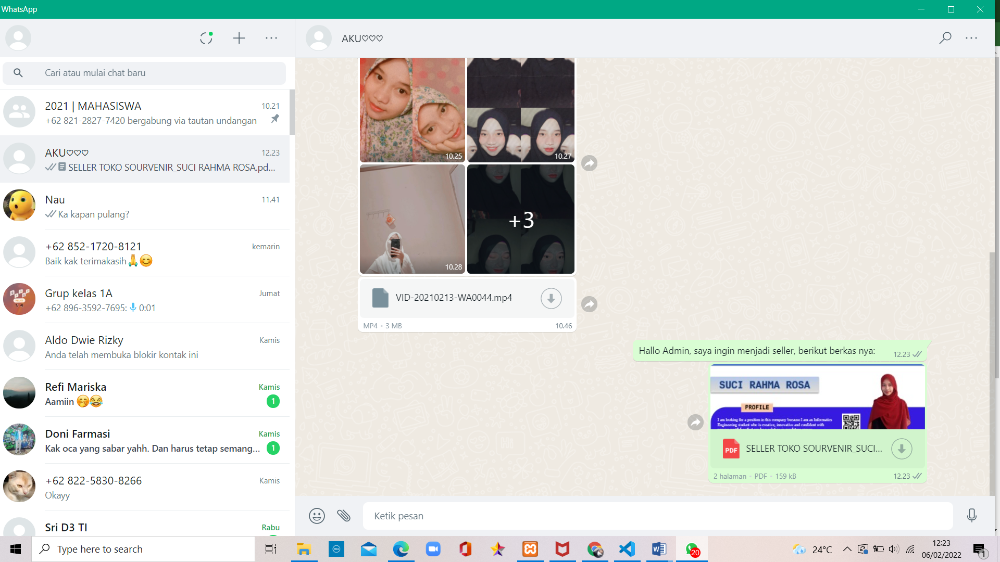 WhatsApp
AKU♡♡♡
Cari atau mulai chat baru
2021 | MAHASISWA
10.21
+62 821-2827-7420 bergabung via tautan undangan
AKU♡♡♡
12.23
SELLER TOKO SOURVENIR_SUCI RAHMA ROSA.pd...
Nau
11.41
Ka kapan pulang?
+62 852-1720-8121
kemarin
Baik kak terimakasih🙏😊
Grup kelas 1A
Jumat
+62 896-3592-7695: 0:01
Aldo Dwie Rizky
Kamis
Anda telah membuka blokir kontak ini
Refi Mariska
Kamis
Aamiin 🤭😂
1
Doni Farmasi
Kamis
Kak oca yang sabar yahh. Dan harus tetap semang...
1
+62 822-5830-8266
Kamis
Okayy
Sri D3 TI
Rabu
10.25
10.27
10.28
+3
VID-20210213-WA0044.mp4
MP4 • 3 MB
10.46
Hallo Admin, saya ingin menjadi seller, berikut berkas nya:
12.23
SUCI RAHMA ROSA
PROFILE
I am looking for a position in this company because I am an Informatics
Engineering student who is creative, innovative and confident with
PDF
SELLER TOKO SOURVENIR_SUCI...
2 halaman • PDF • 159 kB
12.23
Ketik pesan
Type here to search
DELL
20
24°C
12:23
06/02/2022
1